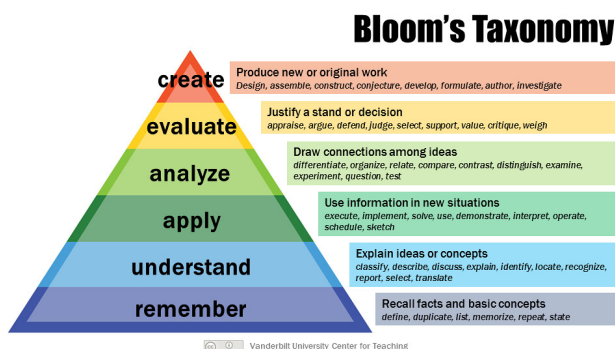 Bloom's Taxonomy
create
Produce new or original work
Design, assemble, construct, conjecture, develop, formulate, author, investigate
evaluate
Justify a stand or decision
appraise, argue, defend, judge, select, support, value, critique, weigh
analyze
Draw connections among ideas
differentiate, organize, relate, compare, contrast, distinguish, examine,
experiment, question, test
apply
Use information in new situations
execute, implement, solve, use, demonstrate, interpret, operate,
schedule, sketch
understand
Explain ideas or concepts
classify, describe, discuss, explain, identify, locate, recognize,
report, select, translate
remember
Recall facts and basic concepts
define, duplicate, list, memorize, repeat, state
cc Vanderbilt University Center for Teaching